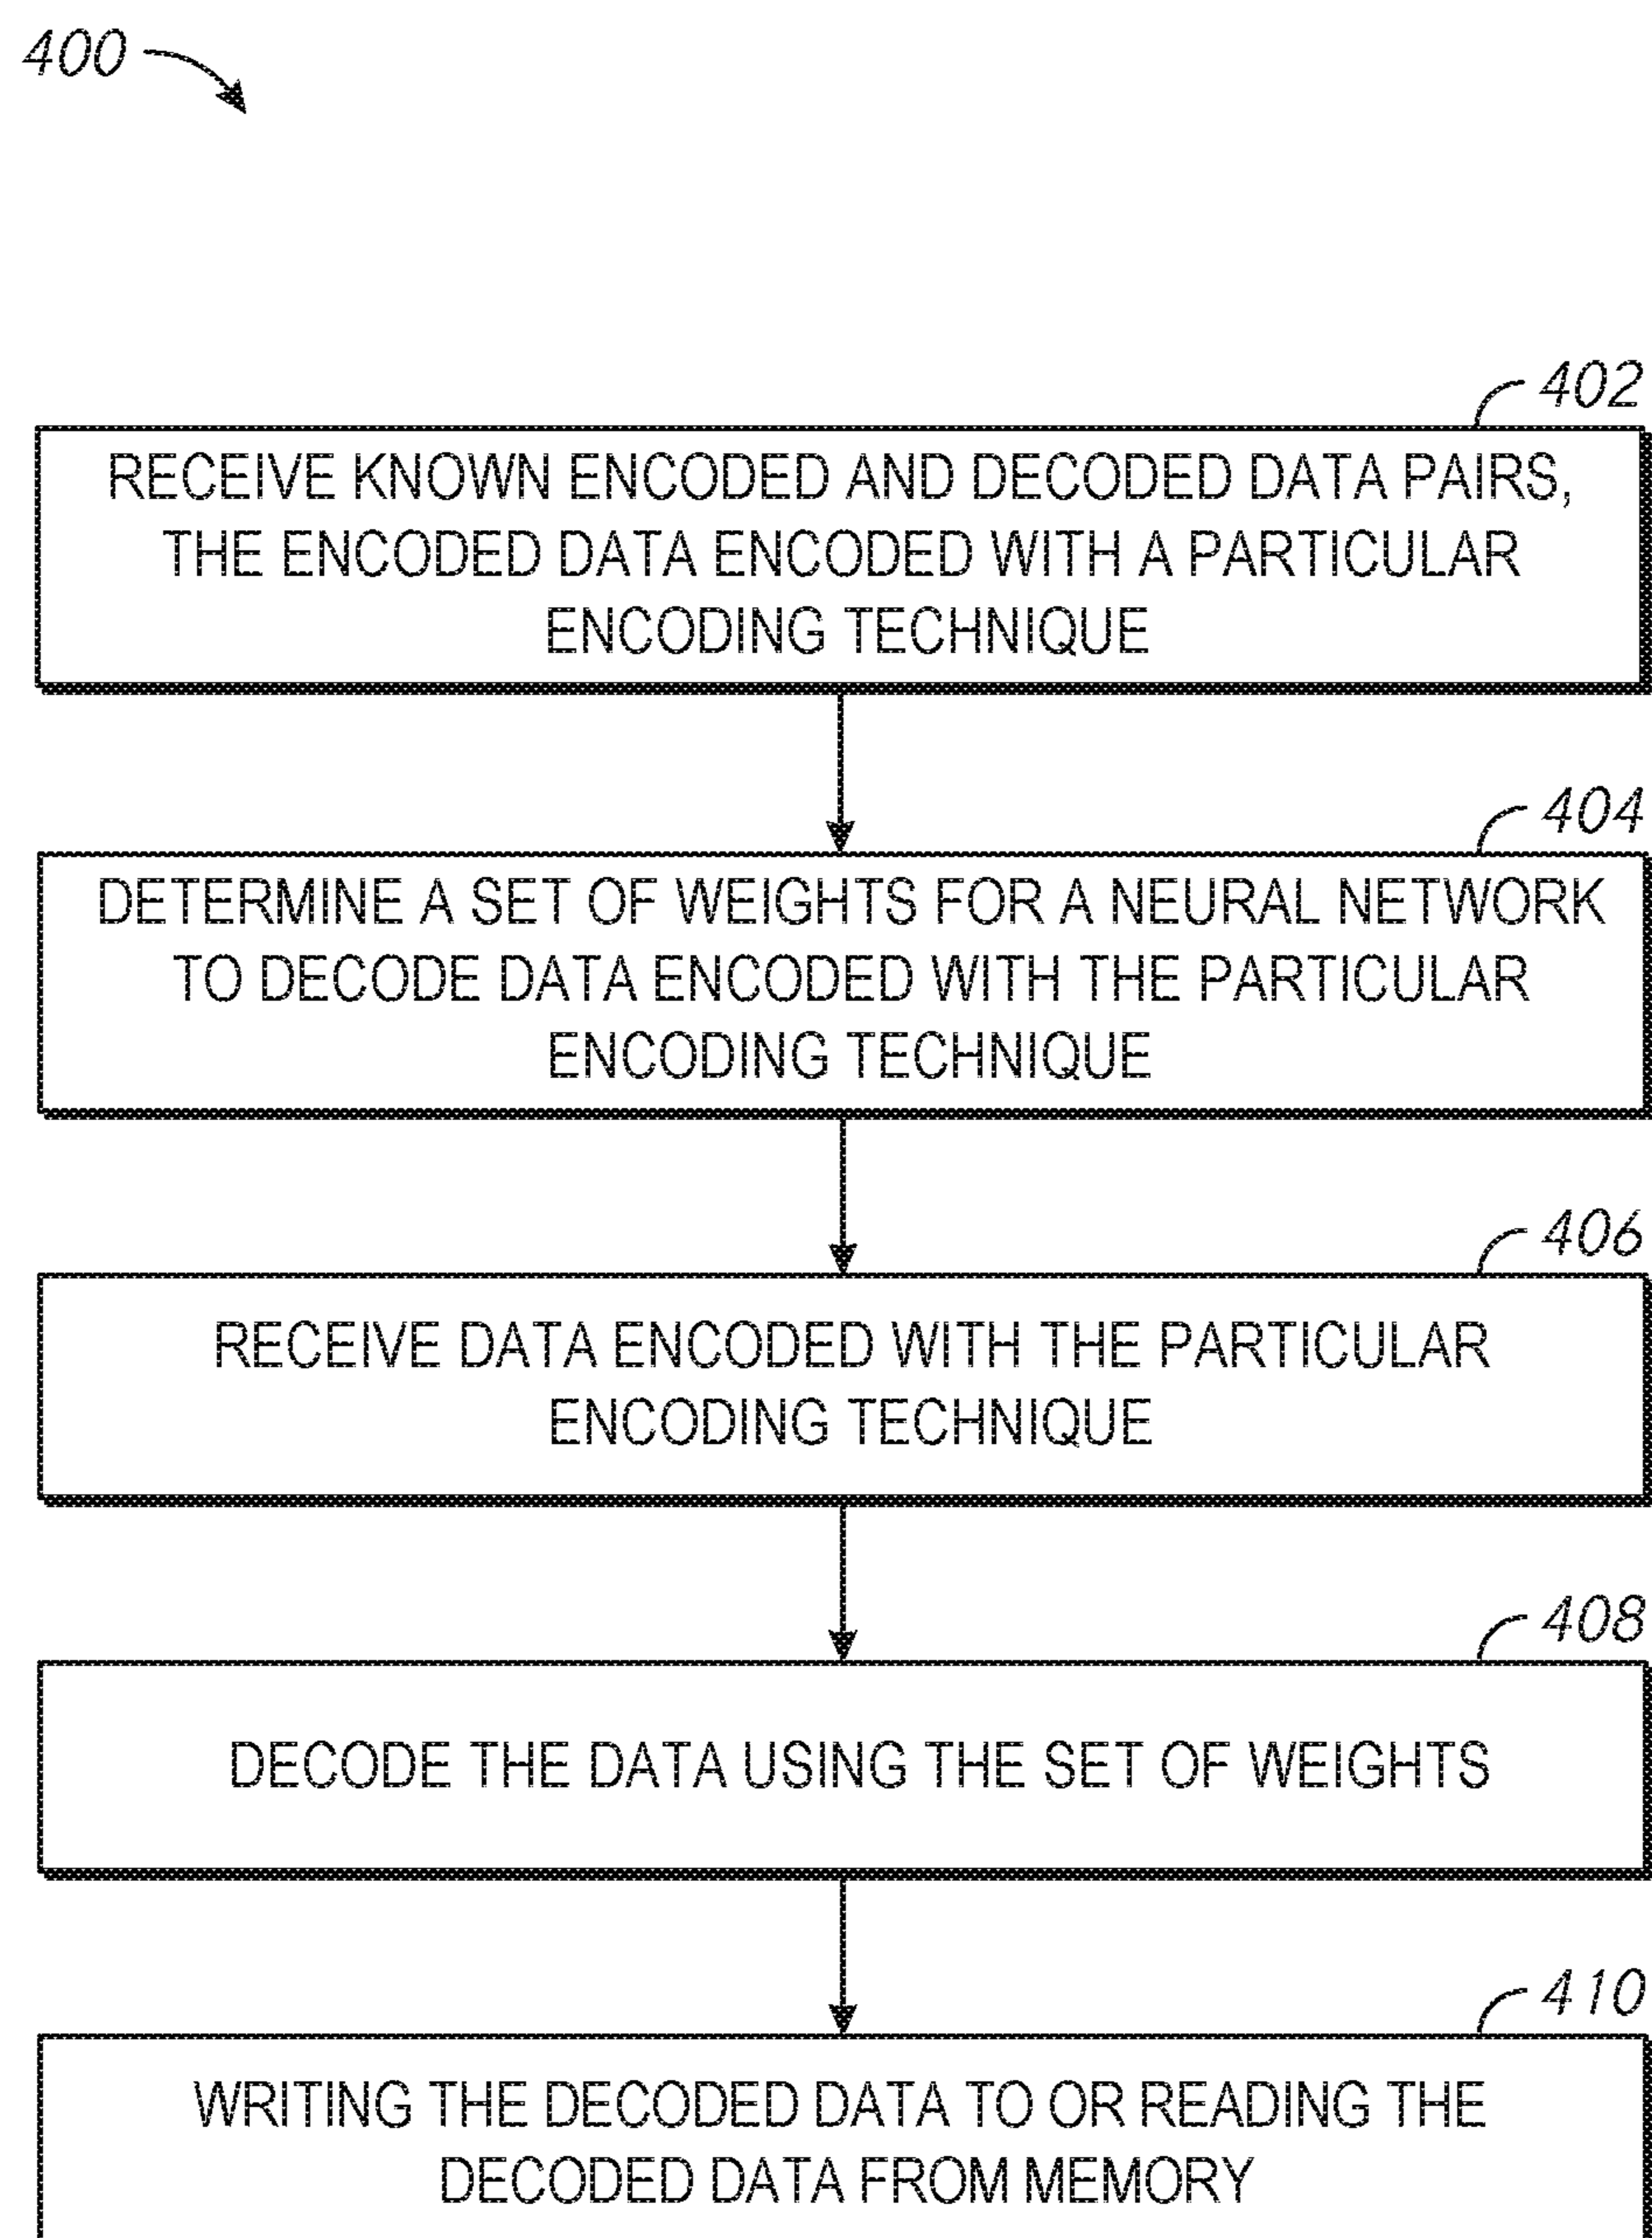 400
402
RECEIVE KNOWN ENCODED AND DECODED DATA PAIRS,
THE ENCODED DATA ENCODED WITH A PARTICULAR
ENCODING TECHNIQUE
404
DETERMINE A SET OF WEIGHTS FOR A NEURAL NETWORK
TO DECODE DATA ENCODED WITH THE PARTICULAR
ENCODING TECHNIQUE
406
RECEIVE DATA ENCODED WITH THE PARTICULAR
ENCODING TECHNIQUE
408
DECODE THE DATA USING THE SET OF WEIGHTS
410
WRITING THE DECODED DATA TO OR READING THE
DECODED DATA FROM MEMORY